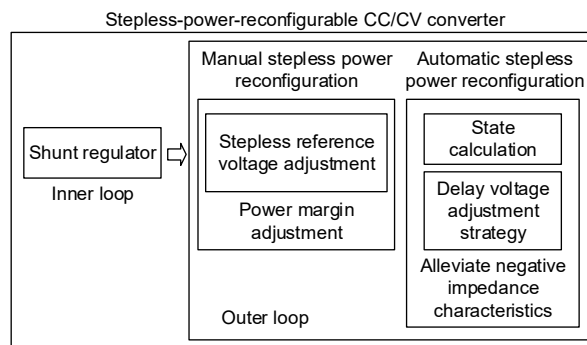 Stepless-power-reconfigurable CC/CV converter
Manual stepless power
reconfiguration
Automatic stepless
power reconfiguration
Shunt regulator
Inner loop
Stepless reference
voltage adjustment
Power margin
adjustment
State
calculation
Delay voltage
adjustment
strategy
Alleviate negative
impedance
characteristics
Outer loop